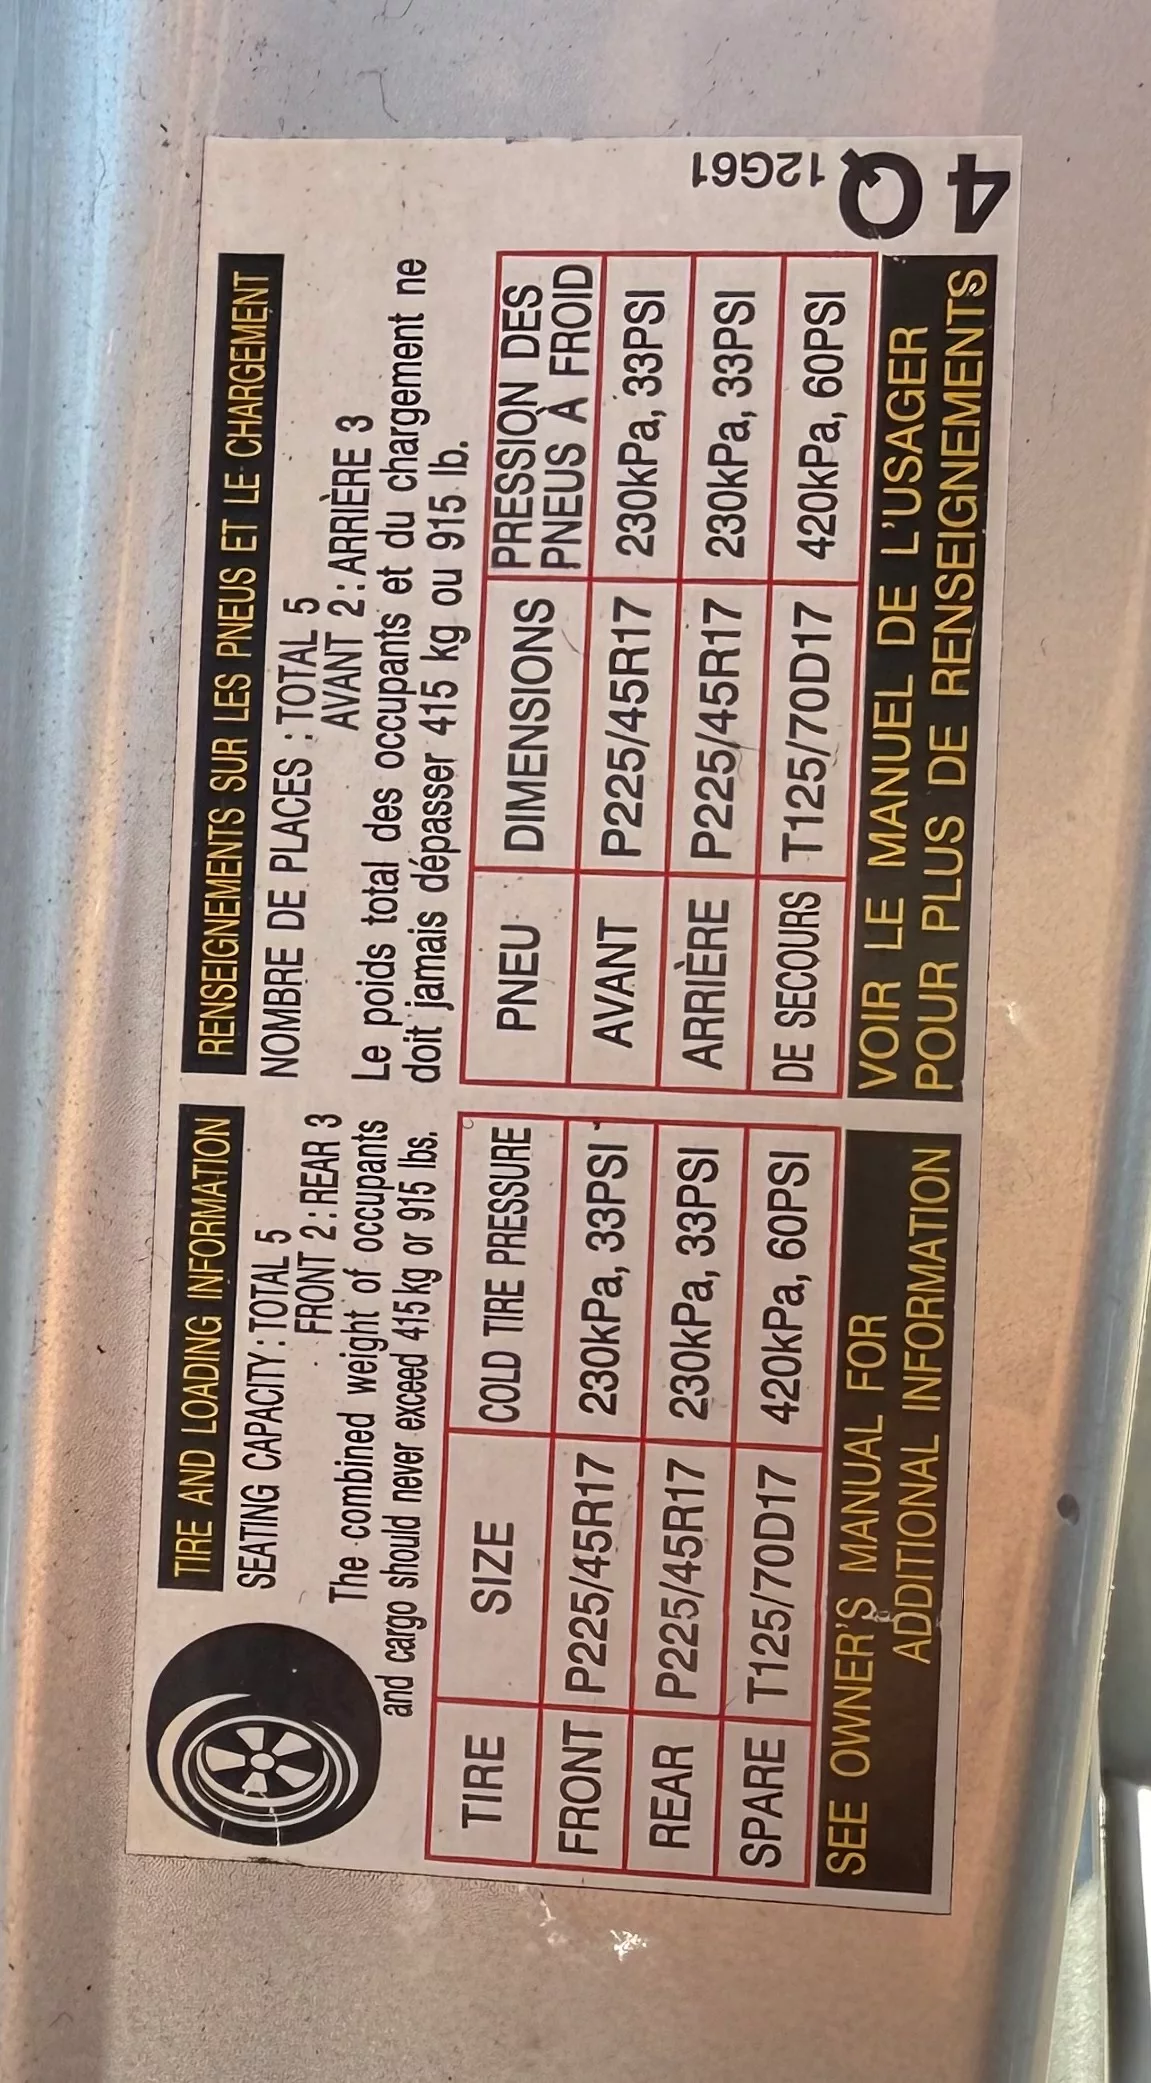 TIRE AND LOADING INFORMATION
SEATING CAPACITY : TOTAL 5
FRONT 2 : REAR 3
The combined weight of occupants
and cargo should never exceed 415 kg or 915 lbs.
TIRE SIZE COLD TIRE PRESSURE
FRONT P225/45R17 230kPa, 33PSI
REAR P225/45R17 230kPa, 33PSI
SPARE T125/70D17 420kPa, 60PSI
SEE OWNER'S MANUAL FOR
ADDITIONAL INFORMATION
RENSEIGNEMENTS SUR LES PNEUS ET LE CHARGEMENT
NOMBRE DE PLACES : TOTAL 5
AVANT 2 : ARRIÈRE 3
Le poids total des occupants et du chargement ne
doit jamais dépasser 415 kg ou 915 lb.
PNEU DIMENSIONS PRESSION DES
PNEUS À FROID
AVANT P225/45R17 230kPa, 33PSI
ARRIÈRE P225/45R17 230kPa, 33PSI
DE SECOURS T125/70D17 420kPa, 60PSI
VOIR LE MANUEL DE L'USAGER
POUR PLUS DE RENSEIGNEMENTS
12G61
4Q